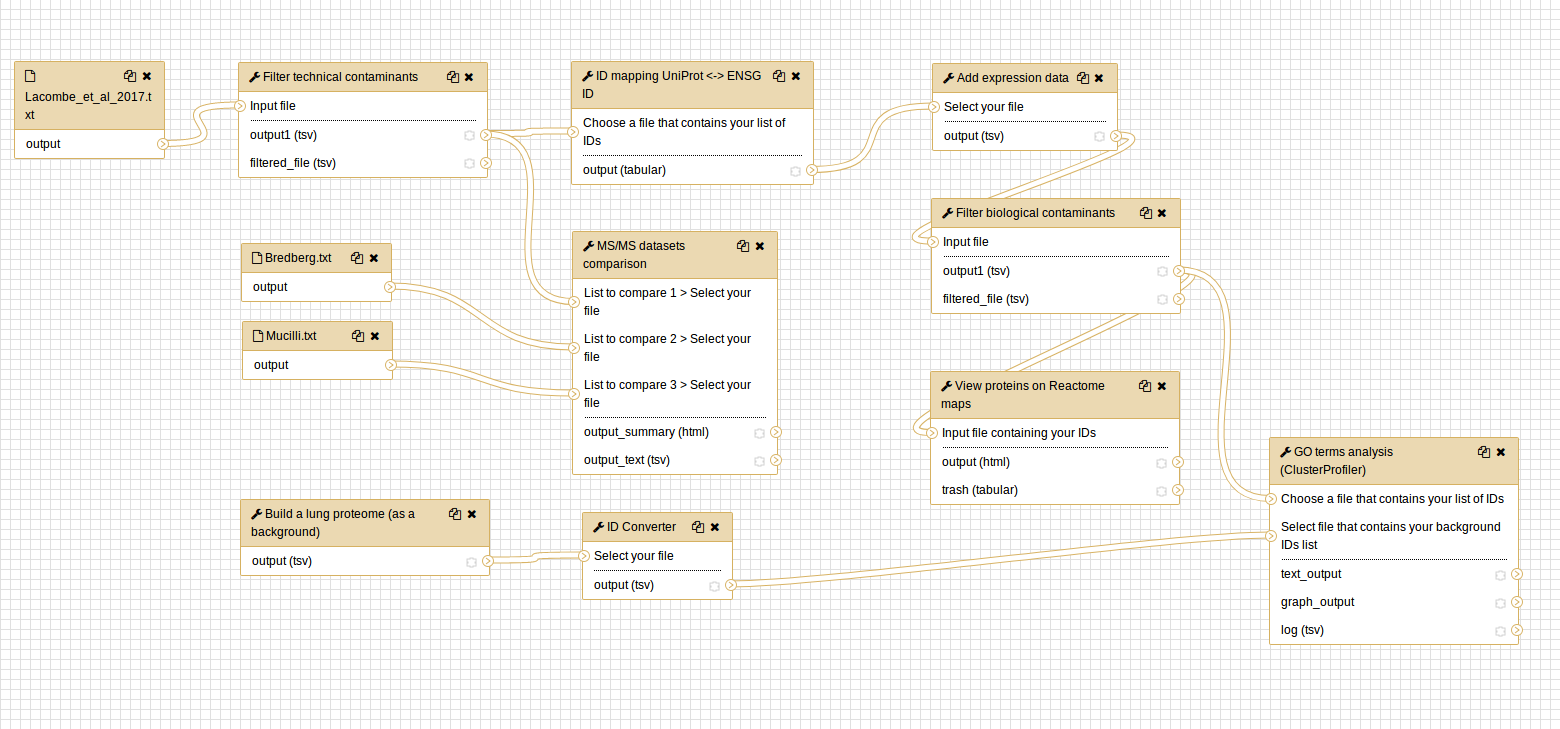 Lacombe_et_al_2017.t
xt
output
Filter technical contaminants
Input file
output1 (tsv)
filtered_file (tsv)
ID mapping UniProt <-> ENSG
ID
Choose a file that contains your list of
IDs
output (tabular)
Add expression data
Select your file
output (tsv)
Filter biological contaminants
Input file
output1 (tsv)
filtered_file (tsv)
Bredberg.txt
output
Mucilli.txt
output
MS/MS datasets
comparison
List to compare 1 > Select your
file
List to compare 2 > Select your
file
List to compare 3 > Select your
file
output_summary (html)
output_text (tsv)
View proteins on Reactome
maps
Input file containing your IDs
output (html)
trash (tabular)
Build a lung proteome (as a
background)
output (tsv)
ID Converter
Select your file
output (tsv)
GO terms analysis
(ClusterProfiler)
Choose a file that contains your list of IDs
Select file that contains your background
IDs list
text_output
graph_output
log (tsv)